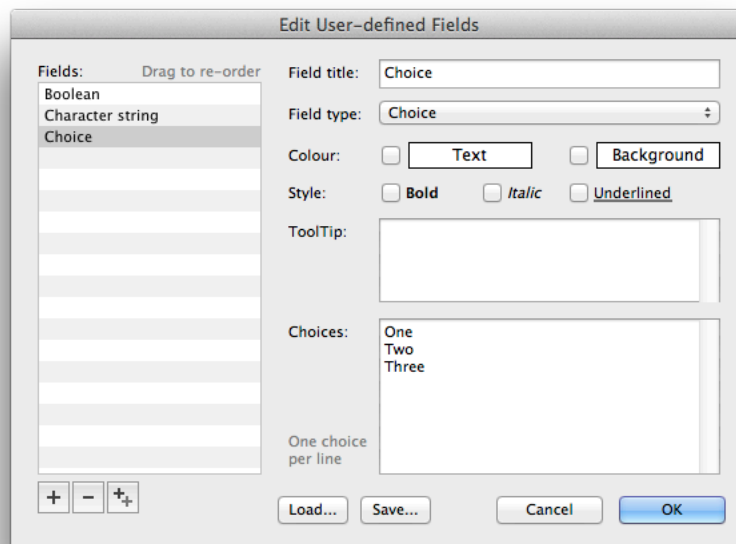 Edit User-defined Fields
Fields: Drag to re-order
Boolean
Character string
Choice
Field title: Choice
Field type: Choice
Colour: Text Background
Style: Bold Italic Underlined
ToolTip:
Choices:
One
Two
Three
One choice
per line
+ − ++
Load... Save... Cancel OK